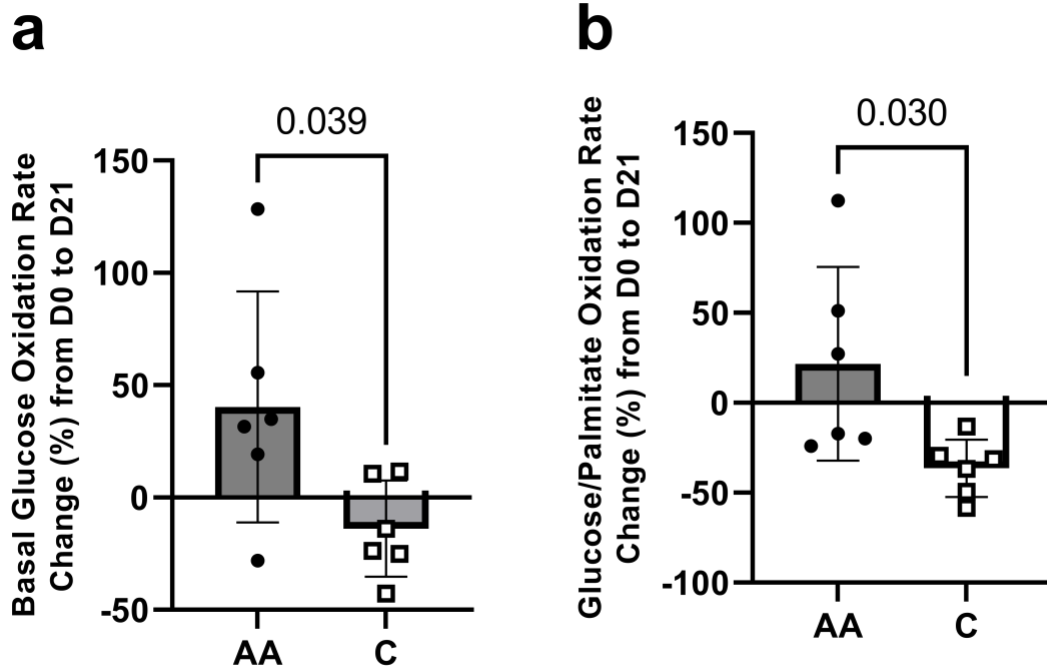 a
Basal Glucose Oxidation Rate
Change (%) from D0 to D21
0.039
150
100
50
0
-50
AA
C
b
Glucose/Palmitate Oxidation Rate
Change (%) from D0 to D21
0.030
150
100
50
0
-50
-100
AA
C